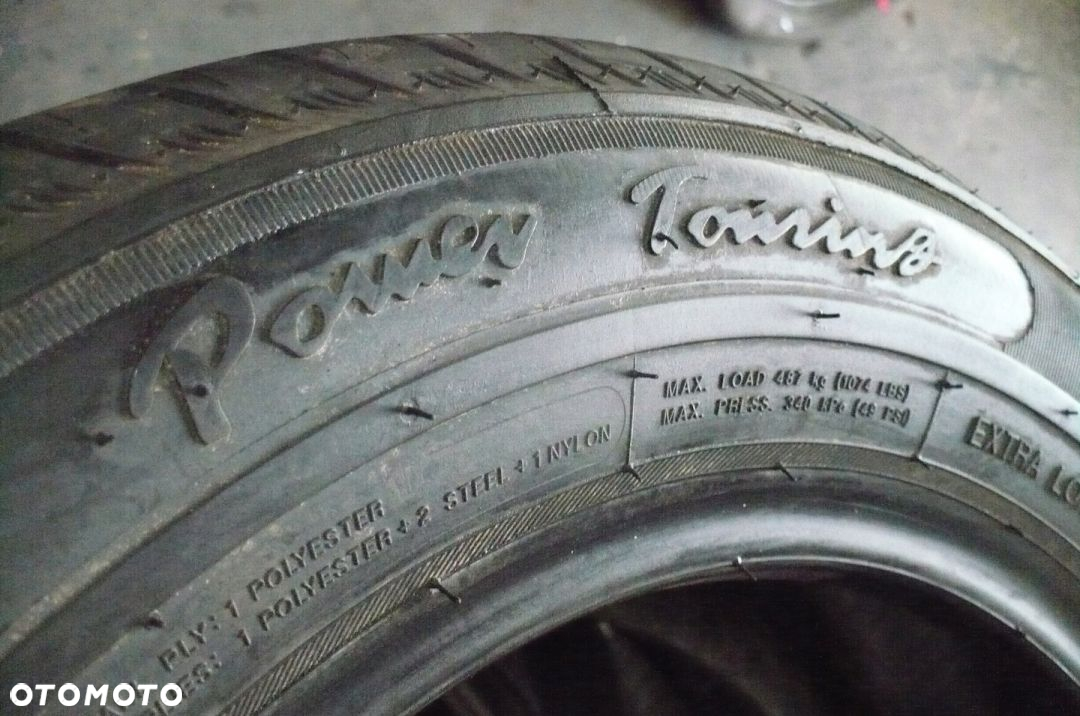 Power Touring
MAX. LOAD 487 kg (1074 LBS)
MAX. PRESS. 340 kPa (49 PSI)
EXTRA
PLY: 1 POLYESTER
1 POLYESTER + 2 STEEL + 1 NYLON
OTOMOTO